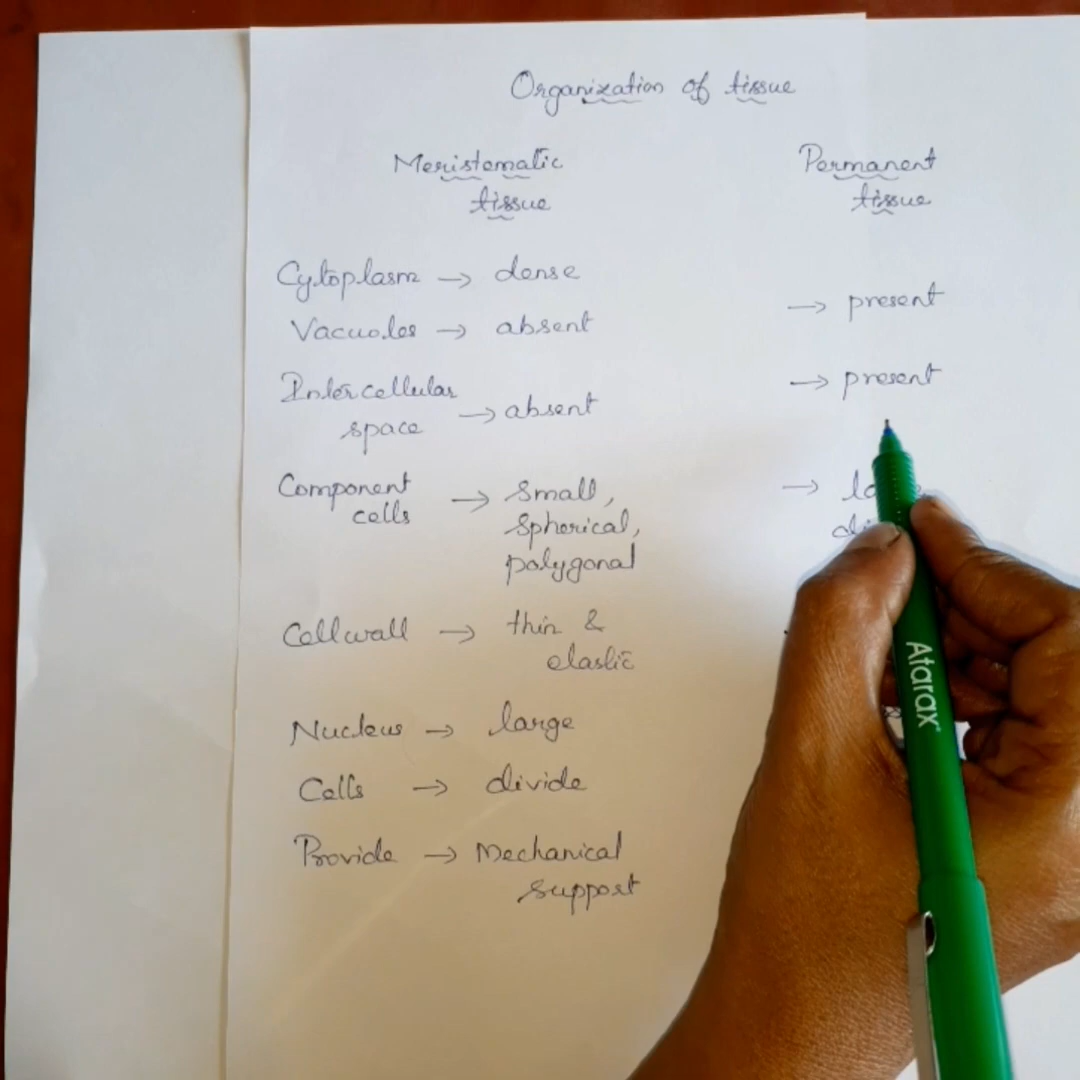 Organization of tissue
Meristematic
tissue
Permanent
tissue
Cytoplasm → dense
Vacuoles → absent
→ present
Intercellular
space → absent
→ present
Component
cells → small,
spherical,
polygonal
→
Cellwall → thin &
elastic
Nucleus → large
Cells → divide
Provide → Mechanical
support
Atarax